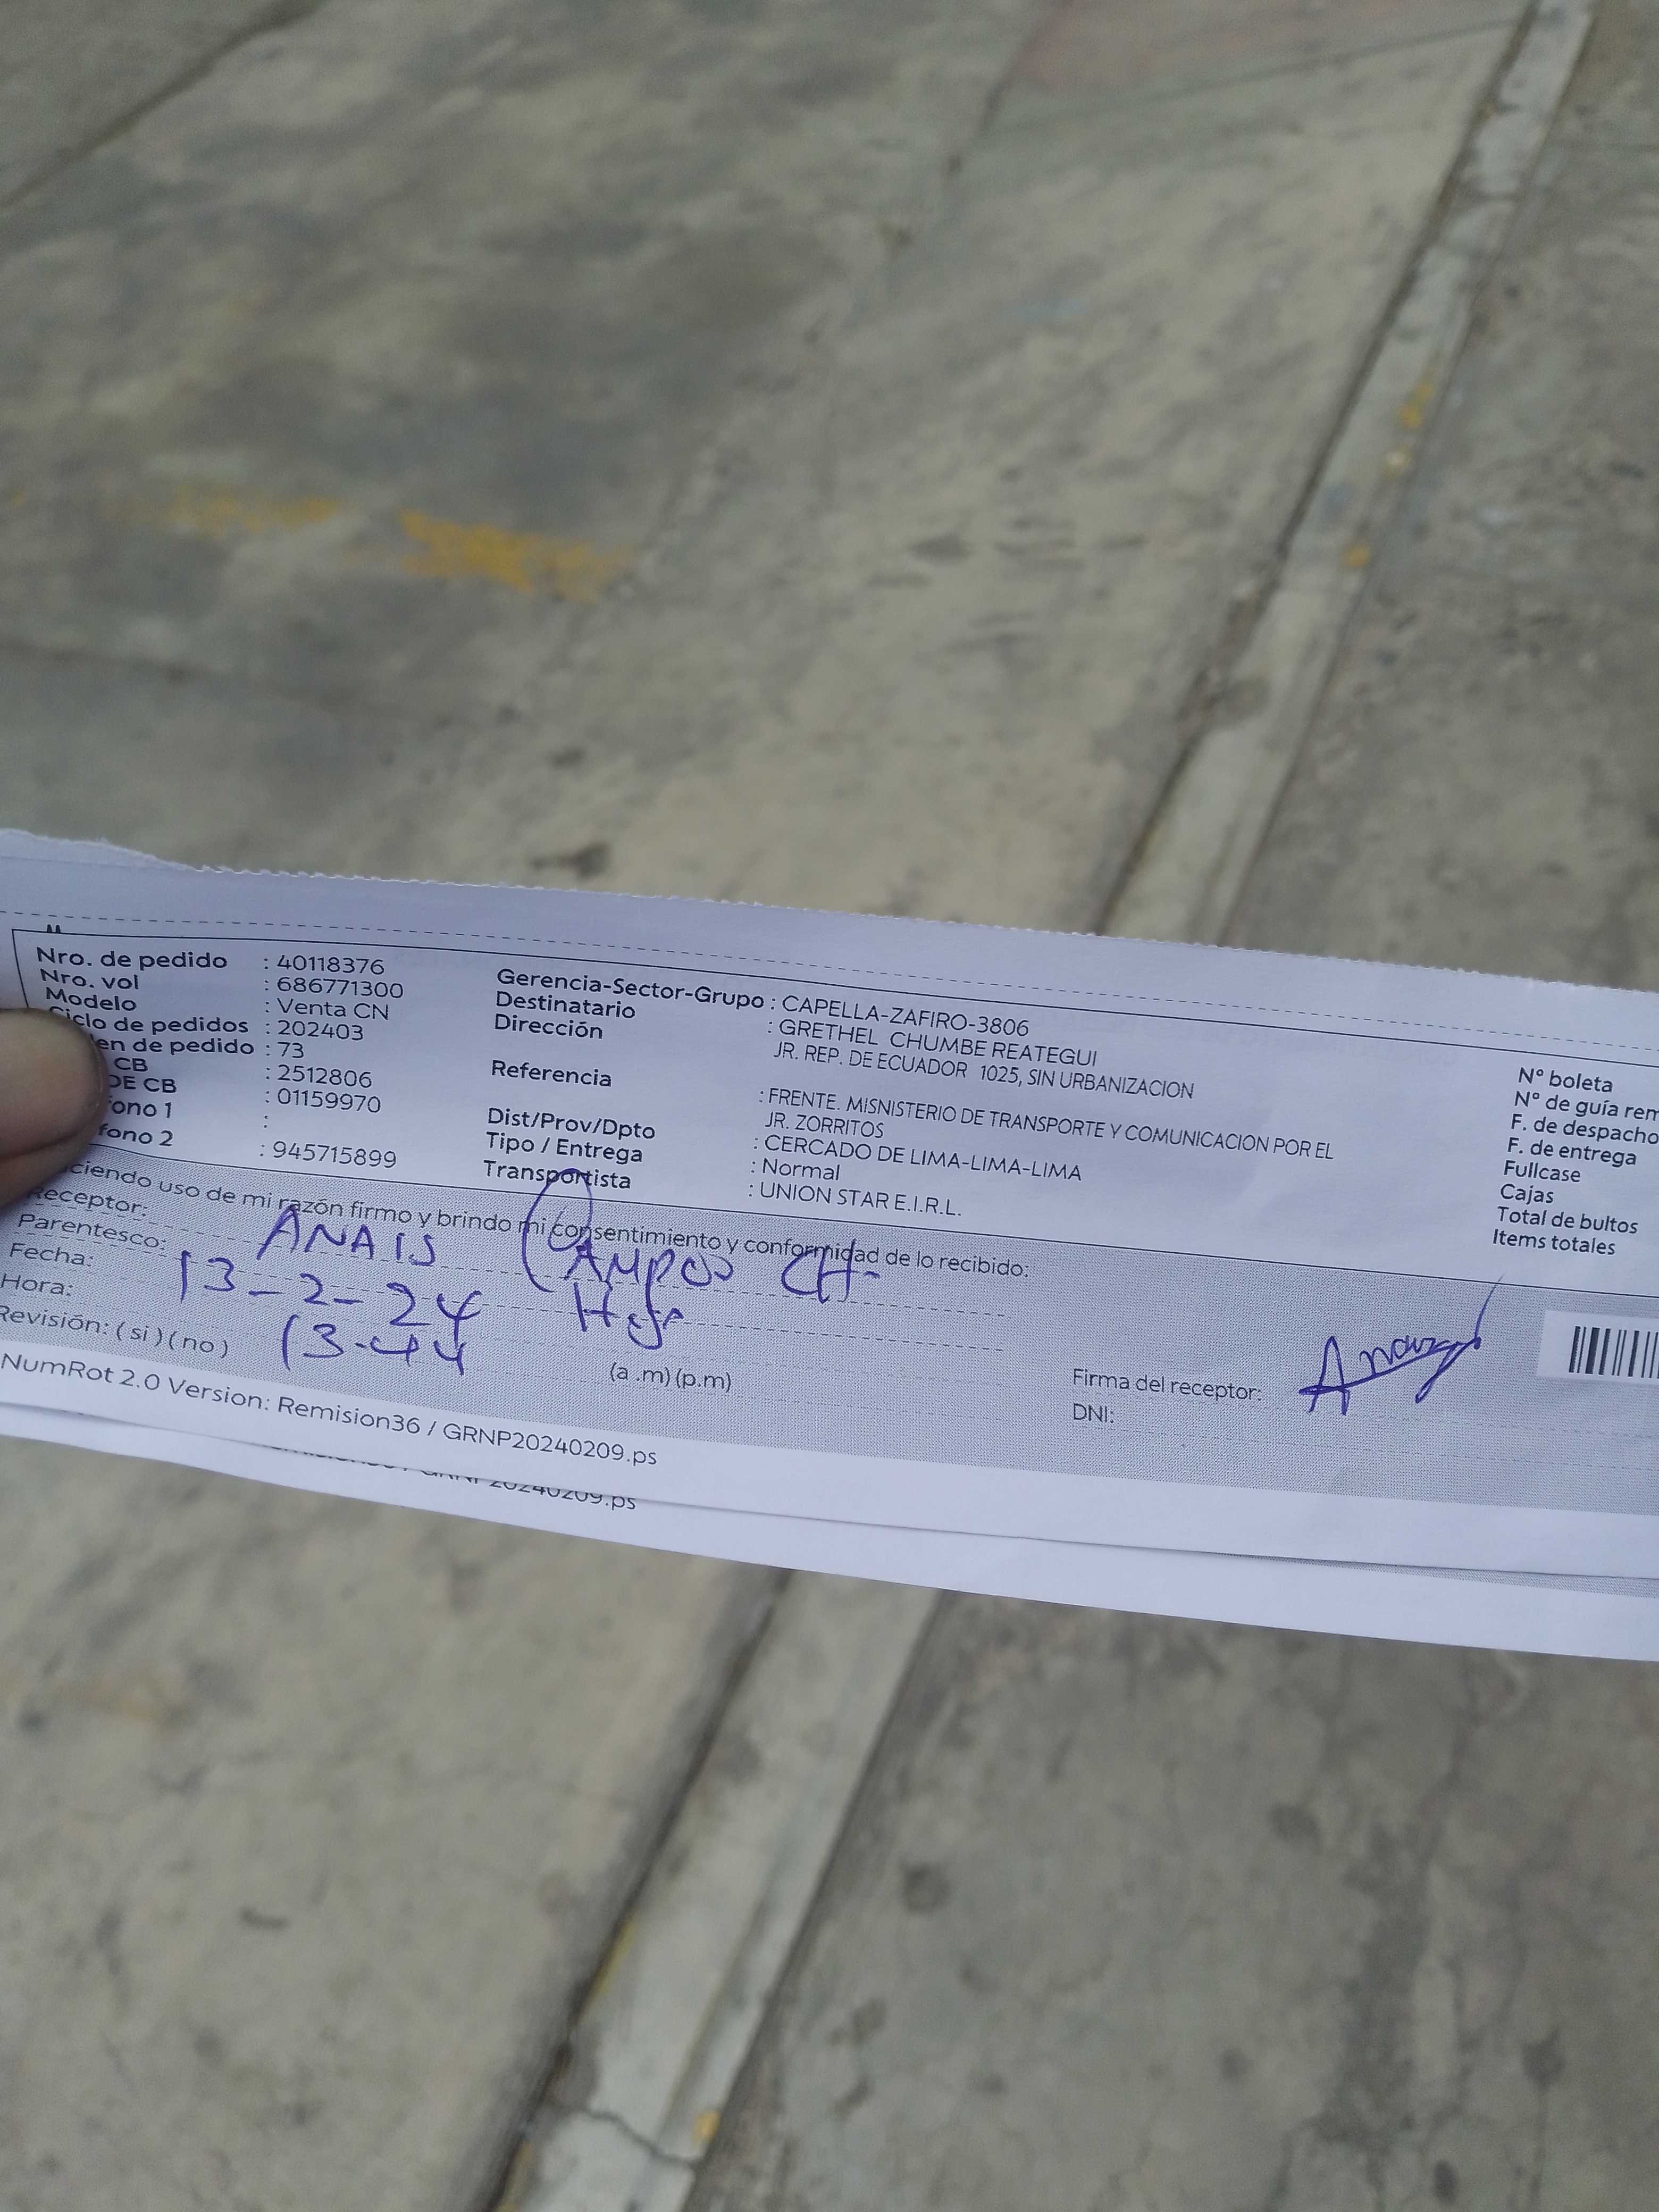 Nro. de pedido : 40118376
Nro. vol : 686771300
Modelo : Venta CN
Ciclo de pedidos : 202403
en de pedido : 73
CB : 2512806
DE CB : 01159970
ono 1 :
fono 2 : 945715899
Gerencia-Sector-Grupo : CAPELLA-ZAFIRO-3806
Destinatario : GRETHEL CHUMBE REATEGUI
Dirección JR. REP. DE ECUADOR 1025, SIN URBANIZACION
Referencia : FRENTE. MISNISTERIO DE TRANSPORTE Y COMUNICACION POR EL
JR. ZORRITOS
Dist/Prov/Dpto : CERCADO DE LIMA-LIMA-LIMA
Tipo / Entrega : Normal
Transportista : UNION STAR E.I.R.L.
N° boleta
N° de guía rem
F. de despacho
F. de entrega
Fullcase
Cajas
Total de bultos
Items totales
ciendo uso de mi razón firmo y brindo mi consentimiento y conformidad de lo recibido:
Receptor: ANAIS CAMPOS CH.
Parentesco: Hija
Fecha: 13-2-24
Hora: 13-44 (a .m) (p.m)
Revisión: ( si ) ( no )
Firma del receptor:
DNI:
NumRot 2.0 Version: Remision36 / GRNP20240209.ps
20240209.ps